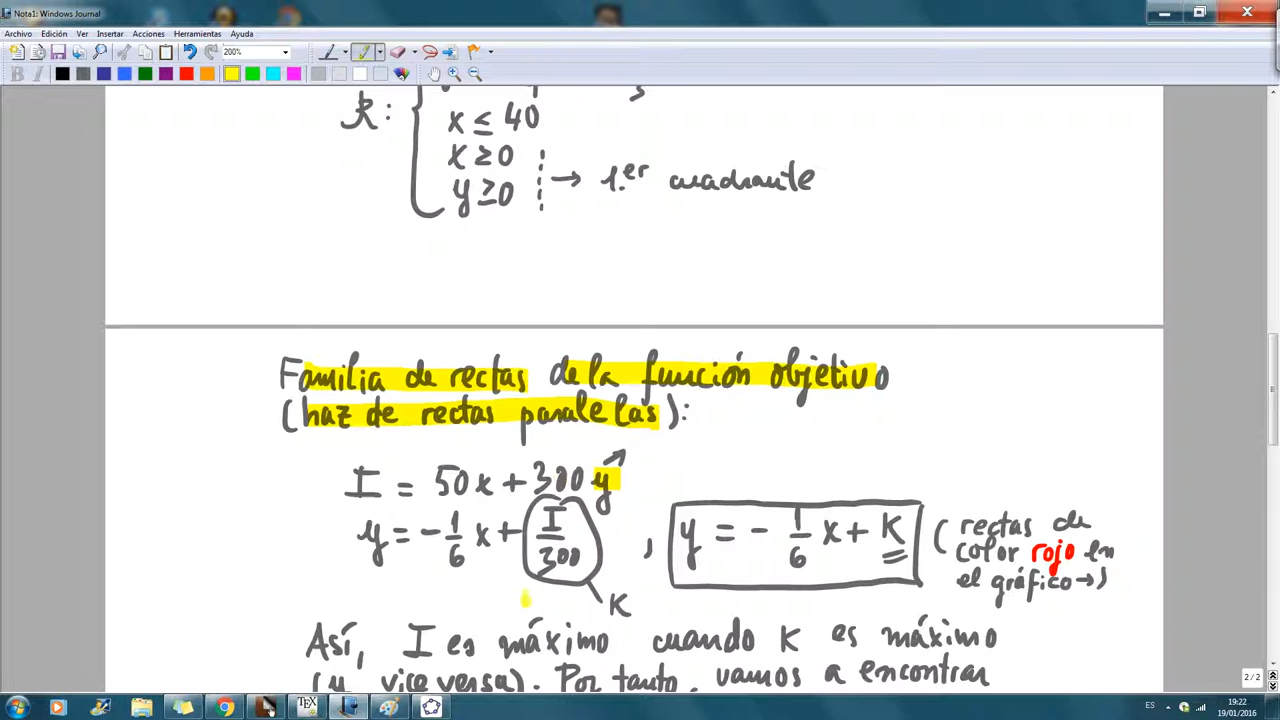 Nota1: Windows Journal
Archivo Edición Ver Insertar Acciones Herramientas Ayuda
200%
R:
x ≤ 40
x ≥ 0
y ≥ 0
→ 1.er cuadrante
Familia de rectas de la función objetivo
(haz de rectas paralelas):
I = 50x + 300y
y = - 1/6 x + I/300 , y = - 1/6 x + K (rectas de
color rojo en
el gráfico →)
K
Así, I es máximo cuando K es máximo
(y viceversa). Por tanto, vamos a encontrar
2 / 2
TEX
ES
19:22
19/01/2016